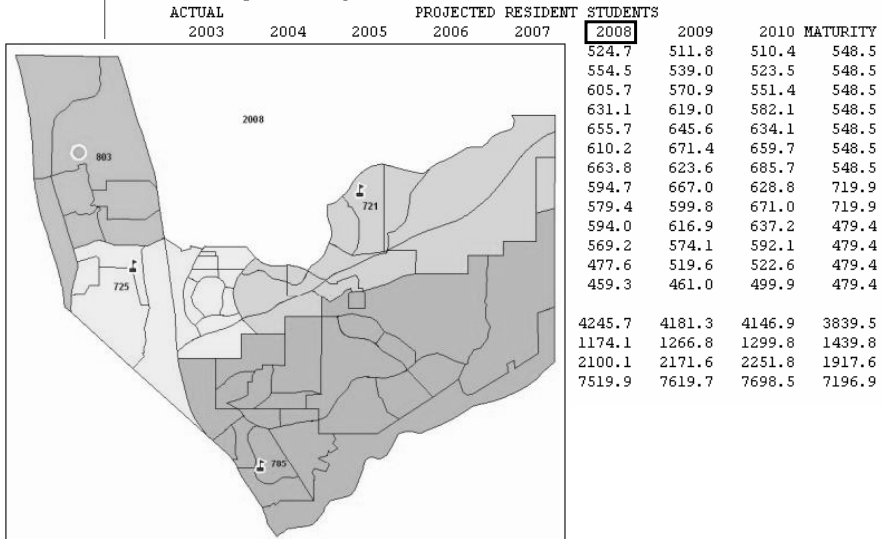 ACTUAL PROJECTED RESIDENT STUDENTS
2003 2004 2005 2006 2007 2008 2009 2010 MATURITY
524.7 511.8 510.4 548.5
554.5 539.0 523.5 548.5
605.7 570.9 551.4 548.5
631.1 619.0 582.1 548.5
655.7 645.6 634.1 548.5
610.2 671.4 659.7 548.5
663.8 623.6 685.7 548.5
594.7 667.0 628.8 719.9
579.4 599.8 671.0 719.9
594.0 616.9 637.2 479.4
569.2 574.1 592.1 479.4
477.6 519.6 522.6 479.4
459.3 461.0 499.9 479.4
4245.7 4181.3 4146.9 3839.5
1174.1 1266.8 1299.8 1439.8
2100.1 2171.6 2251.8 1917.6
7519.9 7619.7 7698.5 7196.9
2008
803
721
725
785